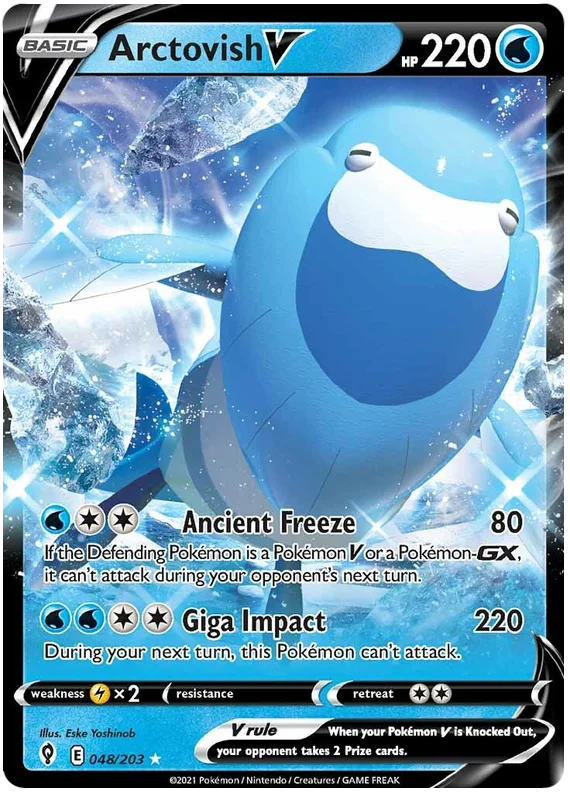 BASIC Arctovish V HP 220
Ancient Freeze 80
If the Defending Pokémon is a Pokémon V or a Pokémon-GX,
it can't attack during your opponent's next turn.
Giga Impact 220
During your next turn, this Pokémon can't attack.
weakness ×2 resistance retreat
Illus. Eske Yoshinob
V rule When your Pokémon V is Knocked Out,
your opponent takes 2 Prize cards.
E 048/203 ★
©2021 Pokémon / Nintendo / Creatures / GAME FREAK